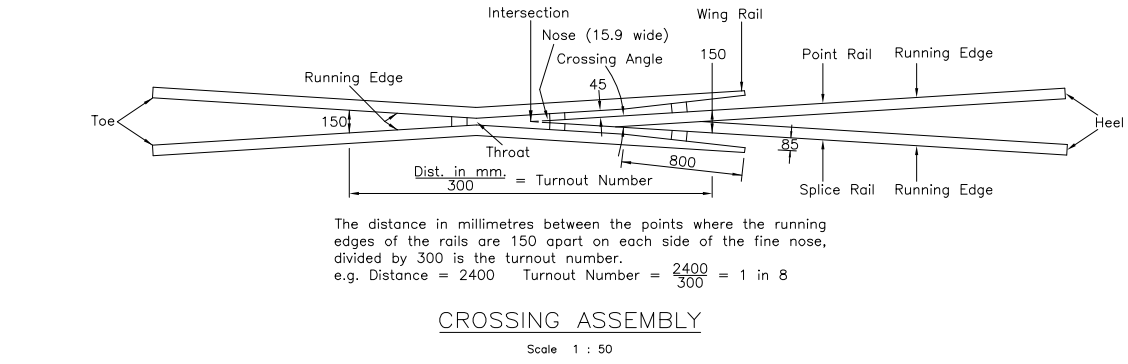 Intersection
Wing Rail
Nose (15.9 wide)
150
Point Rail
Running Edge
Crossing Angle
Running Edge
45
Toe
150
Heel
Throat
85
800
Dist. in mm.
300
= Turnout Number
Splice Rail
Running Edge
The distance in millimetres between the points where the running
edges of the rails are 150 apart on each side of the fine nose,
divided by 300 is the turnout number.
e.g. Distance = 2400 Turnout Number = 2400/300 = 1 in 8
CROSSING ASSEMBLY
Scale 1 : 50